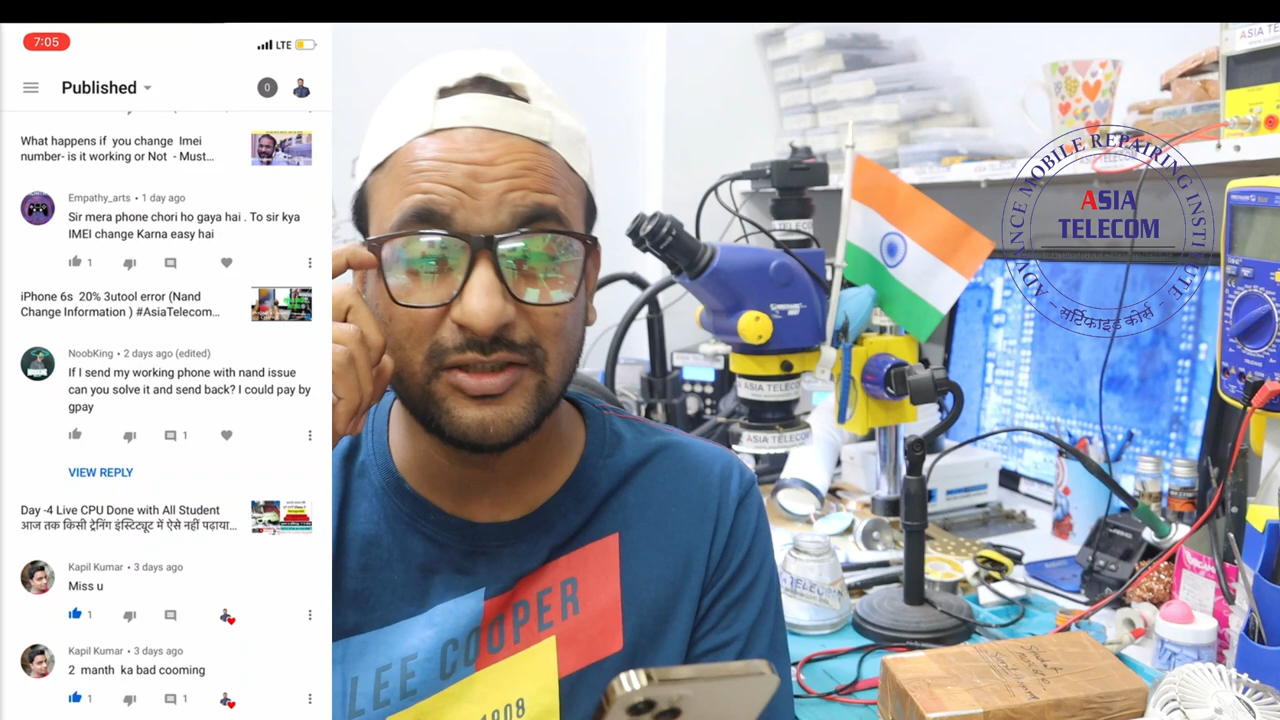 7:05
LTE
Published
0
What happens if you change Imei
number- is it working or Not - Must...
Empathy_arts • 1 day ago
Sir mera phone chori ho gaya hai . To sir kya
IMEI change Karna easy hai
1
iPhone 6s 20% 3utool error (Nand
Change Information ) #AsiaTelecom...
NoobKing • 2 days ago (edited)
If I send my working phone with nand issue
can you solve it and send back? I could pay by
gpay
1
VIEW REPLY
Day -4 Live CPU Done with All Student
आज तक किसी ट्रेनिंग इंस्टिट्यूट में ऐसे नहीं पढ़ाया...
Kapil Kumar • 3 days ago
Miss u
1
Kapil Kumar • 3 days ago
2 manth ka bad cooming
1
1
LEE COOPER
1908
ADVANCE MOBILE REPAIRING INSTITUTE
ASIA
TELECOM
सर्टिफाइड कोर्स
ASIA TELECOM
ASIA TELECOM